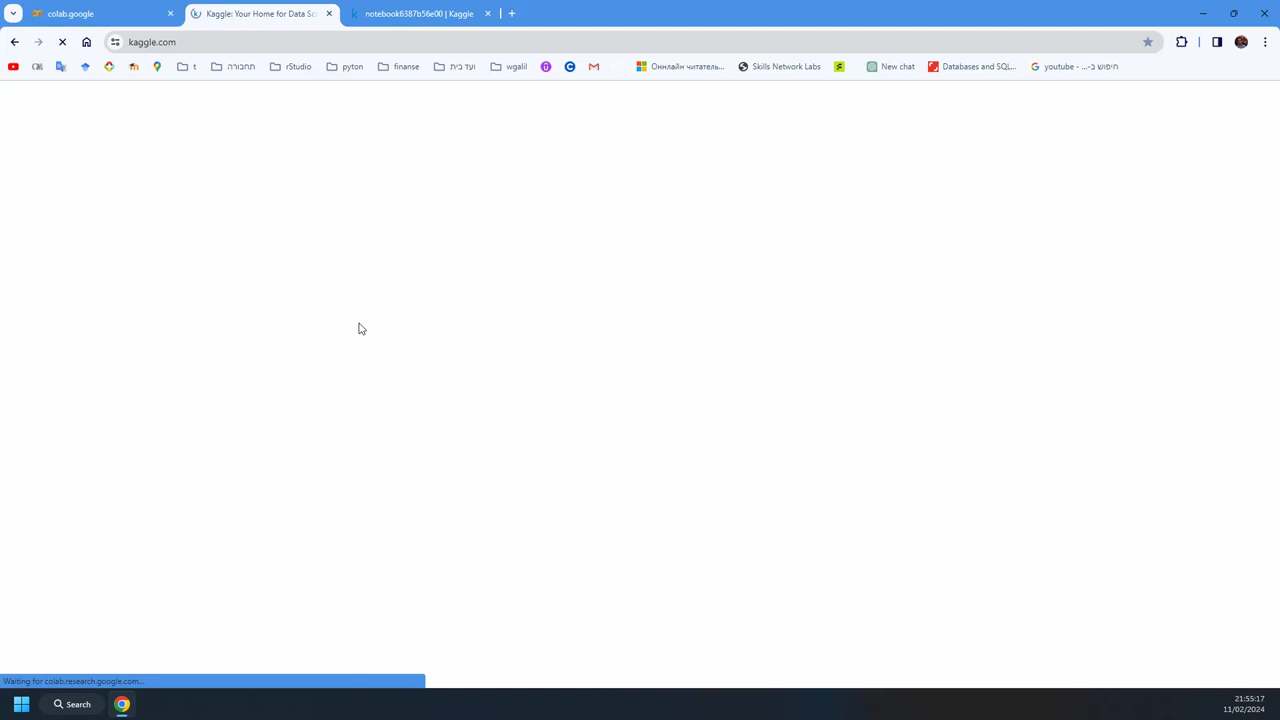 colab.google
Kaggle: Your Home for Data Sc
notebook6387b56e00 | Kaggle
kaggle.com
t
תחבורה
rStudio
pyton
finanse
ועד בית
wgalil
Онлайн читатель...
Skills Network Labs
New chat
Databases and SQL...
חיפוש ב-... - youtube
Waiting for colab.research.google.com...
Search
21:55:17
11/02/2024